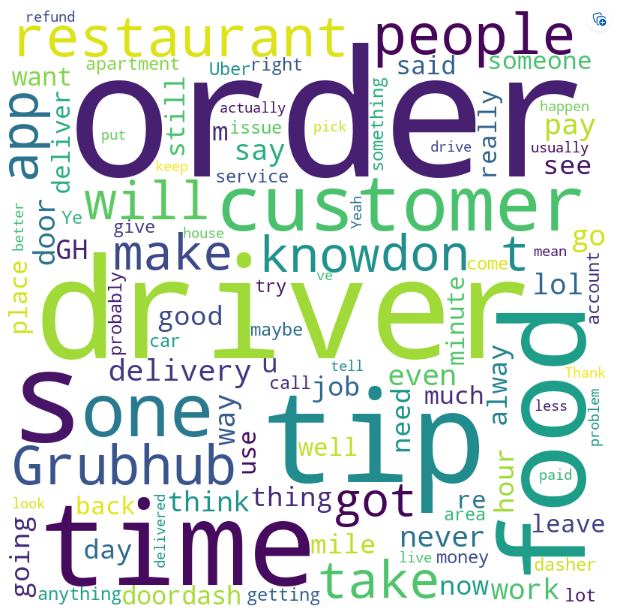 refund
restaurant
people
order
apartment
Uber
right
said
someone
want
app
deliver
still
actually
m
issue
put
say
pick
something
drive
really
happen
pay
usually
see
keep
service
will
customer
Yeah
better
Ye
door
give
house
go
GH
make
know
don
t
mean
come
driver
place
probably
ve
try
lol
account
good
maybe
minute
car
food
delivery
u
tell
even
Thank
call
job
alway
s
one
tip
way
need
much
less
problem
use
well
Grubhub
hour
paid
time
look
back
think
thing
got
re
area
leave
going
day
delivered
mile
never
live
money
dasher
take
now
work
anything
doordash
getting
lot